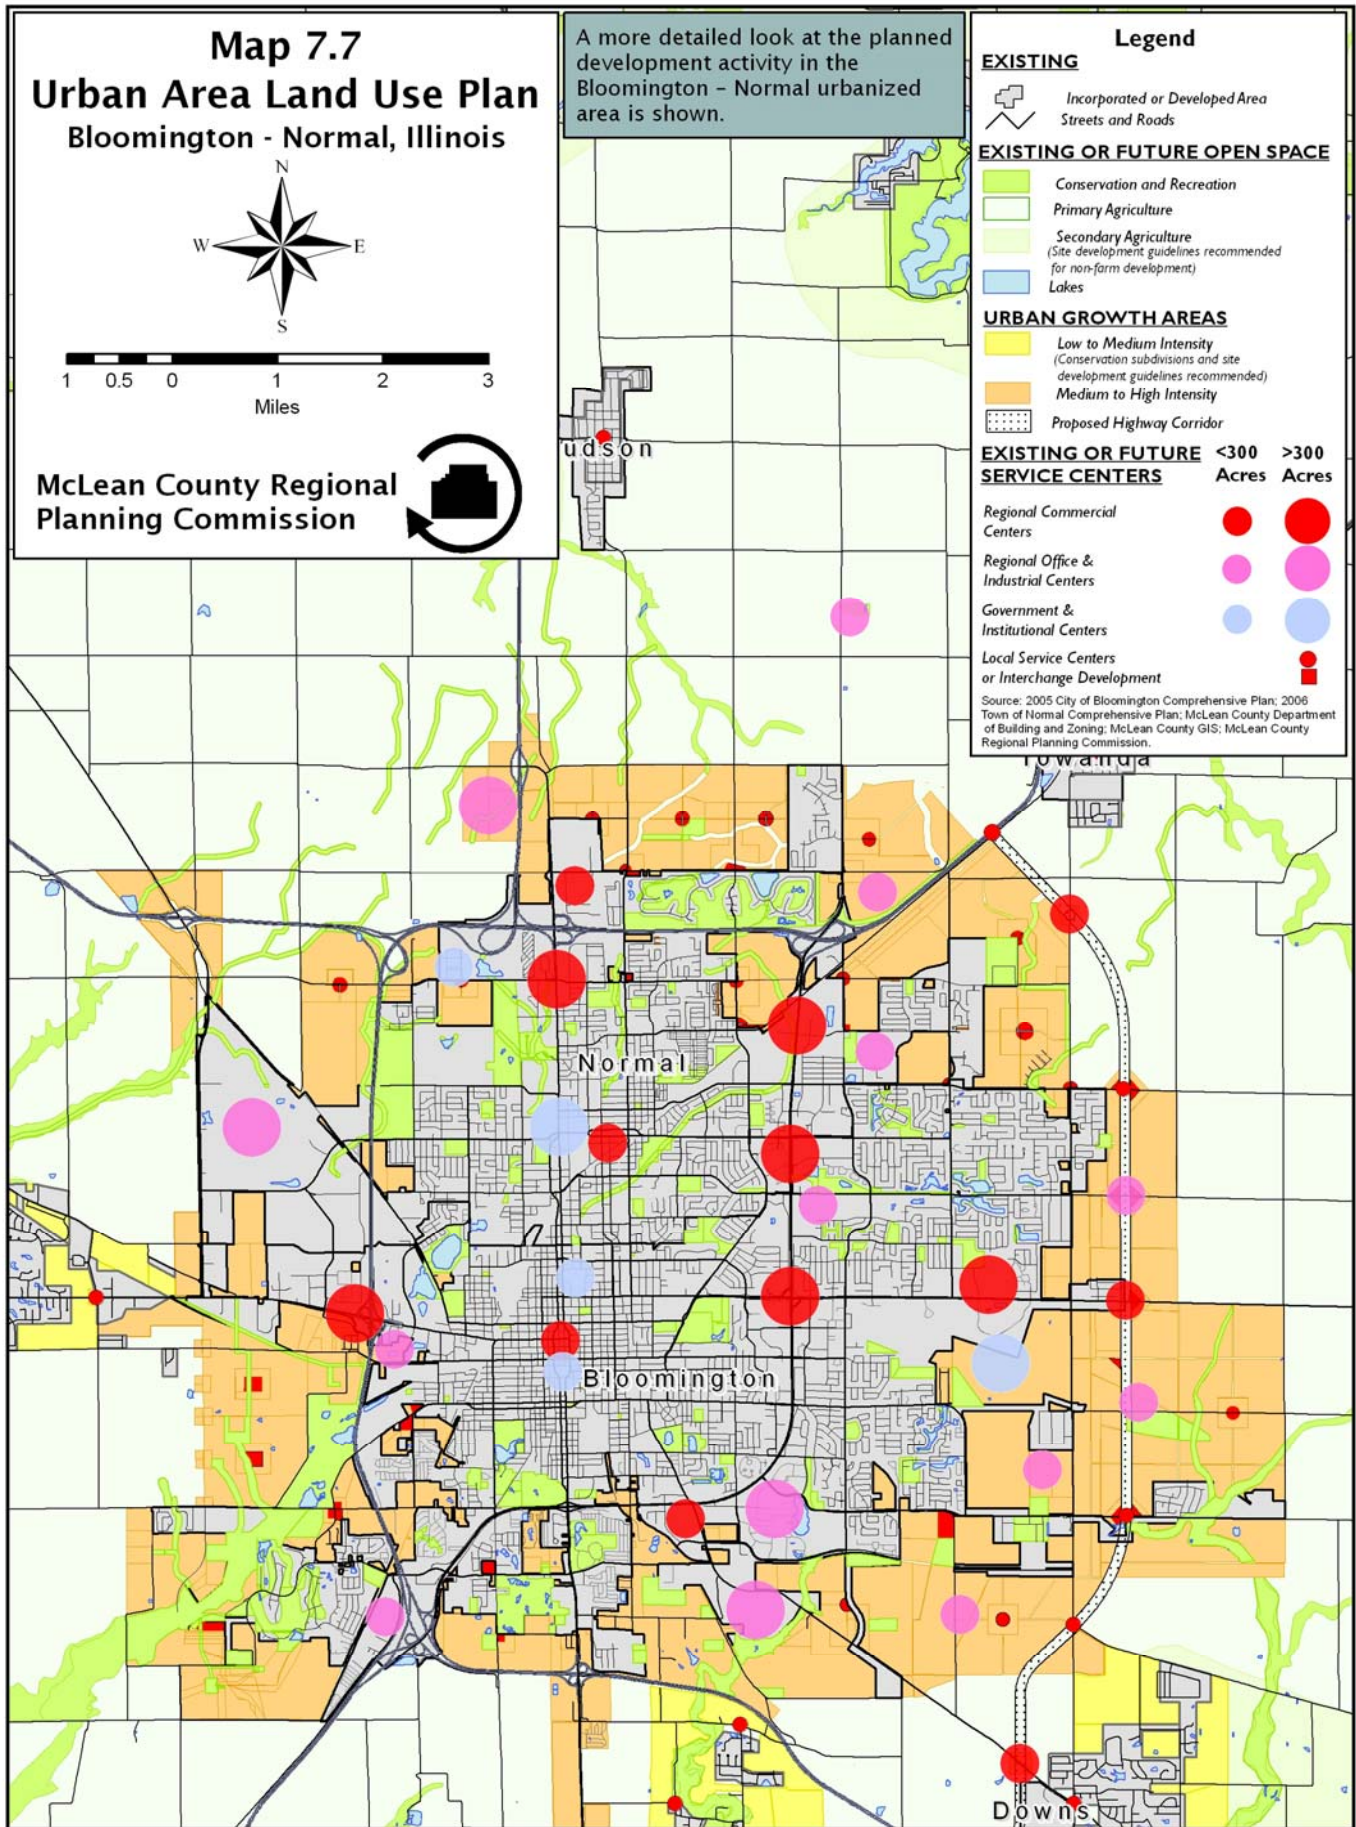 Map 7.7
Urban Area Land Use Plan
Bloomington - Normal, Illinois
N
W
E
S
1 0.5 0 1 2 3
Miles
McLean County Regional
Planning Commission
A more detailed look at the planned
development activity in the
Bloomington – Normal urbanized
area is shown.
Legend
EXISTING
Incorporated or Developed Area
Streets and Roads
EXISTING OR FUTURE OPEN SPACE
Conservation and Recreation
Primary Agriculture
Secondary Agriculture
(Site development guidelines recommended
for non-farm development)
Lakes
URBAN GROWTH AREAS
Low to Medium Intensity
(Conservation subdivisions and site
development guidelines recommended)
Medium to High Intensity
Proposed Highway Corridor
EXISTING OR FUTURE <300 >300
SERVICE CENTERS Acres Acres
Regional Commercial
Centers
Regional Office &
Industrial Centers
Government &
Institutional Centers
Local Service Centers
or Interchange Development
Source: 2005 City of Bloomington Comprehensive Plan; 2006
Town of Normal Comprehensive Plan; McLean County Department
of Building and Zoning; McLean County GIS; McLean County
Regional Planning Commission.
udson
Towanda
Normal
Bloomington
Downs